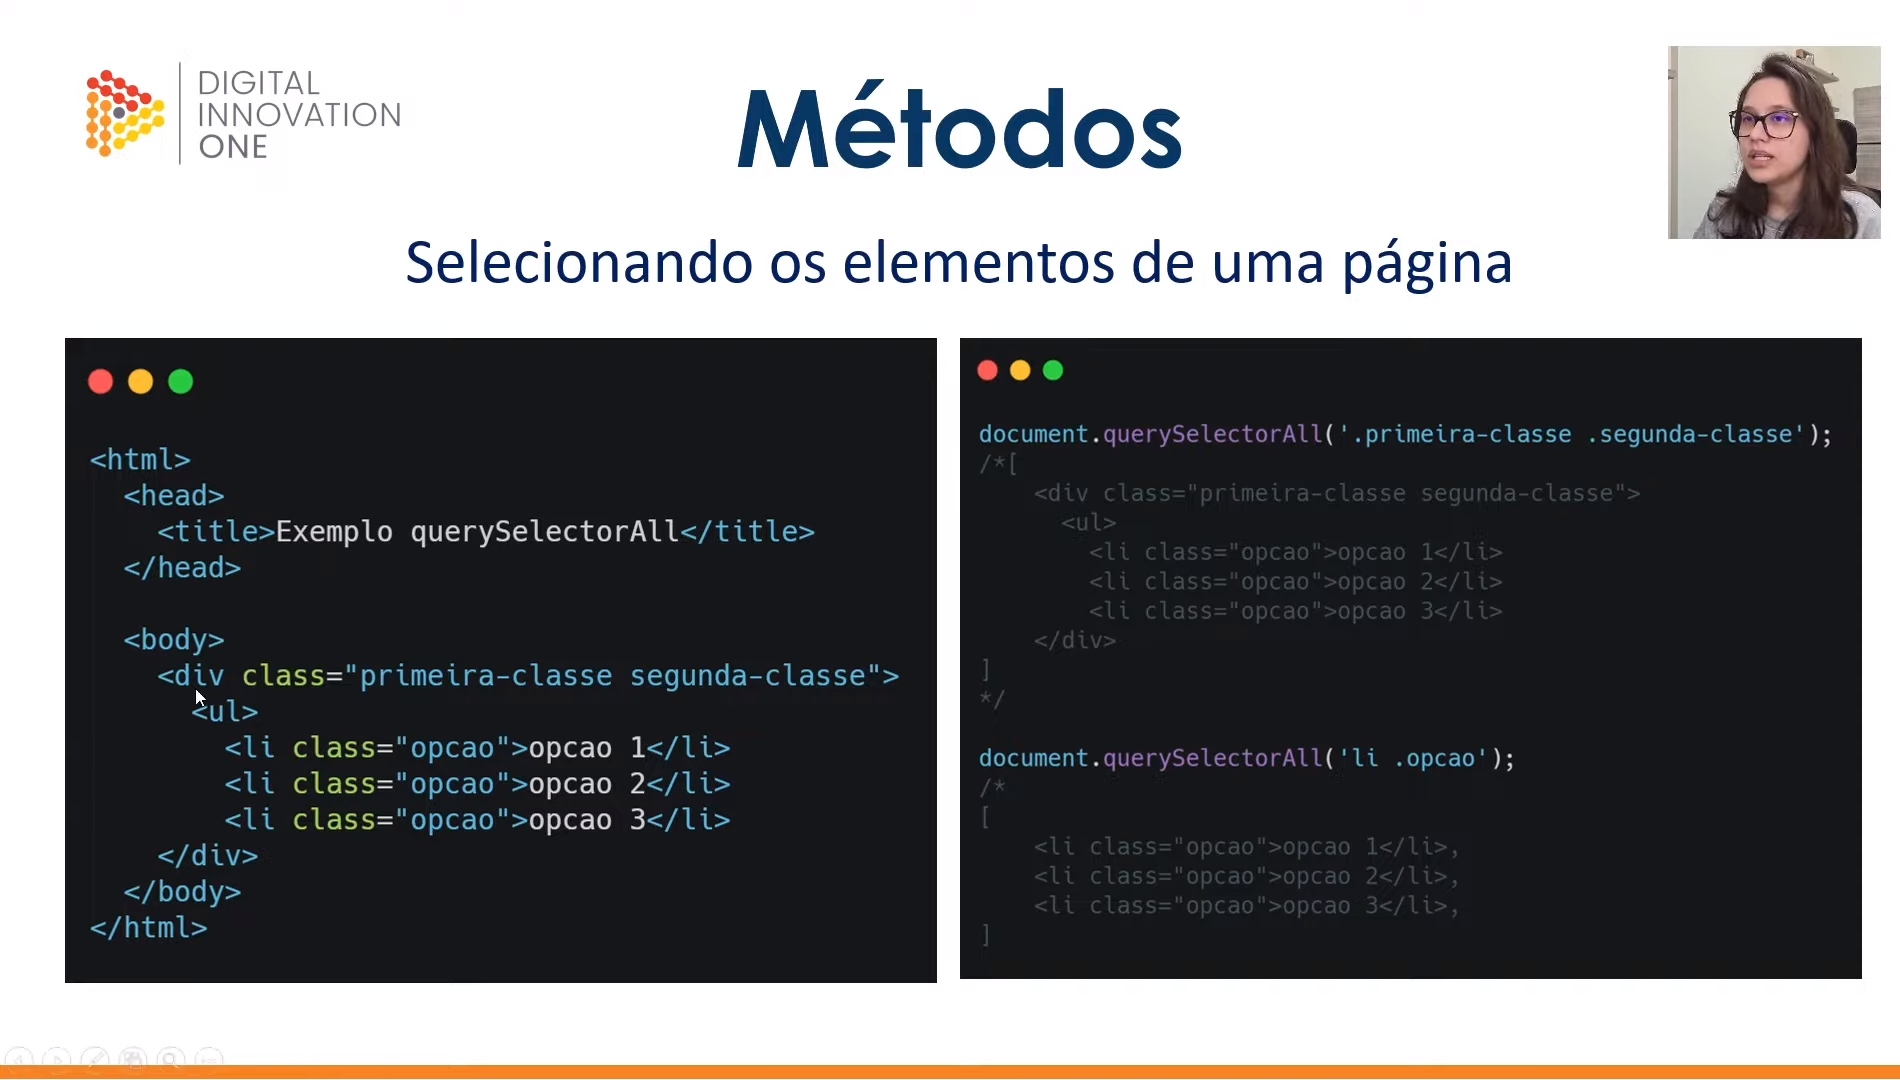 DIGITAL
INNOVATION
ONE
Métodos
Selecionando os elementos de uma página
<html>
<head>
<title>Exemplo querySelectorAll</title>
</head>
<body>
<div class="primeira-classe segunda-classe">
<ul>
<li class="opcao">opcao 1</li>
<li class="opcao">opcao 2</li>
<li class="opcao">opcao 3</li>
</div>
</body>
</html>
document.querySelectorAll('.primeira-classe .segunda-classe');
/*[
<div class="primeira-classe segunda-classe">
<ul>
<li class="opcao">opcao 1</li>
<li class="opcao">opcao 2</li>
<li class="opcao">opcao 3</li>
</div>
]
*/
document.querySelectorAll('li .opcao');
/*
[
<li class="opcao">opcao 1</li>,
<li class="opcao">opcao 2</li>,
<li class="opcao">opcao 3</li>,
]